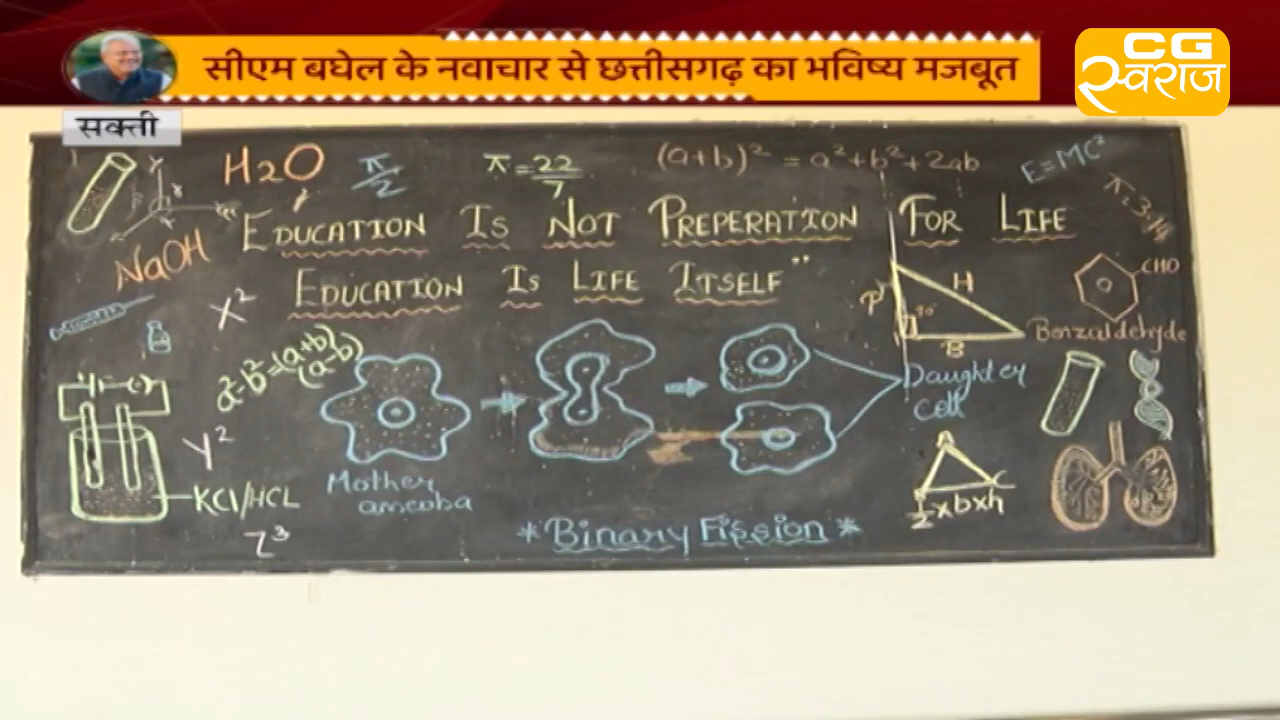 सीएम बघेल के नवाचार से छत्तीसगढ़ का भविष्य मजबूत
CG
स्वराज
सक्ती
H2O
π/2
π=22/7
(a+b)² = a²+b²+2ab
E=MC²
π=3.14
NaOH
EDUCATION IS NOT PREPERATION FOR LIFE
EDUCATION IS LIFE ITSELF"
CHO
Benzaldehyde
X²
a²-b²=(a+b)
(a-b)
P
H
90°
B
Daughter
Cell
Y²
KCl/HCL
Z³
Mother
amoeba
A
C
1/2×b×h
*Binary Fission*